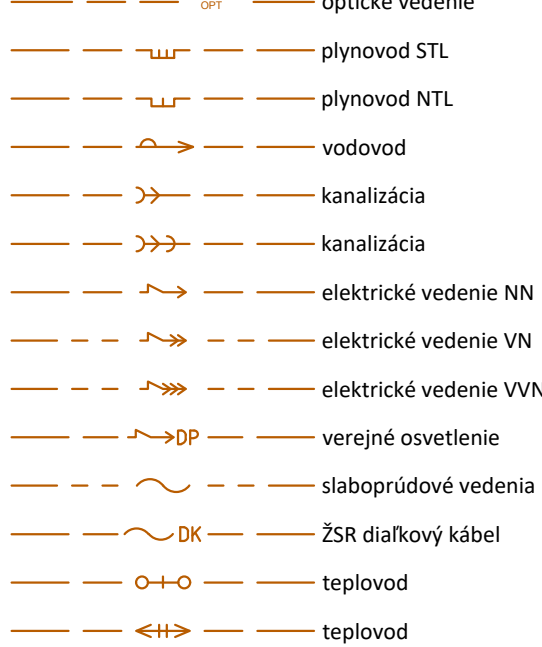 OPT optické vedenie
plynovod STL
plynovod NTL
vodovod
kanalizácia
kanalizácia
elektrické vedenie NN
elektrické vedenie VN
elektrické vedenie VVN
DP verejné osvetlenie
slaboprúdové vedenia
DK ŽSR diaľkový kábel
teplovod
teplovod